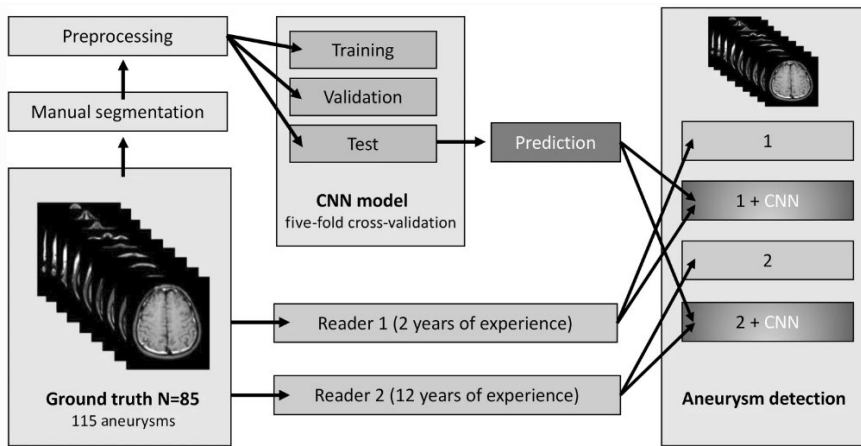 Preprocessing
Manual segmentation
Training
Validation
Test
CNN model
five-fold cross-validation
Prediction
1
1 + CNN
2
2 + CNN
Aneurysm detection
Reader 1 (2 years of experience)
Reader 2 (12 years of experience)
Ground truth N=85
115 aneurysms